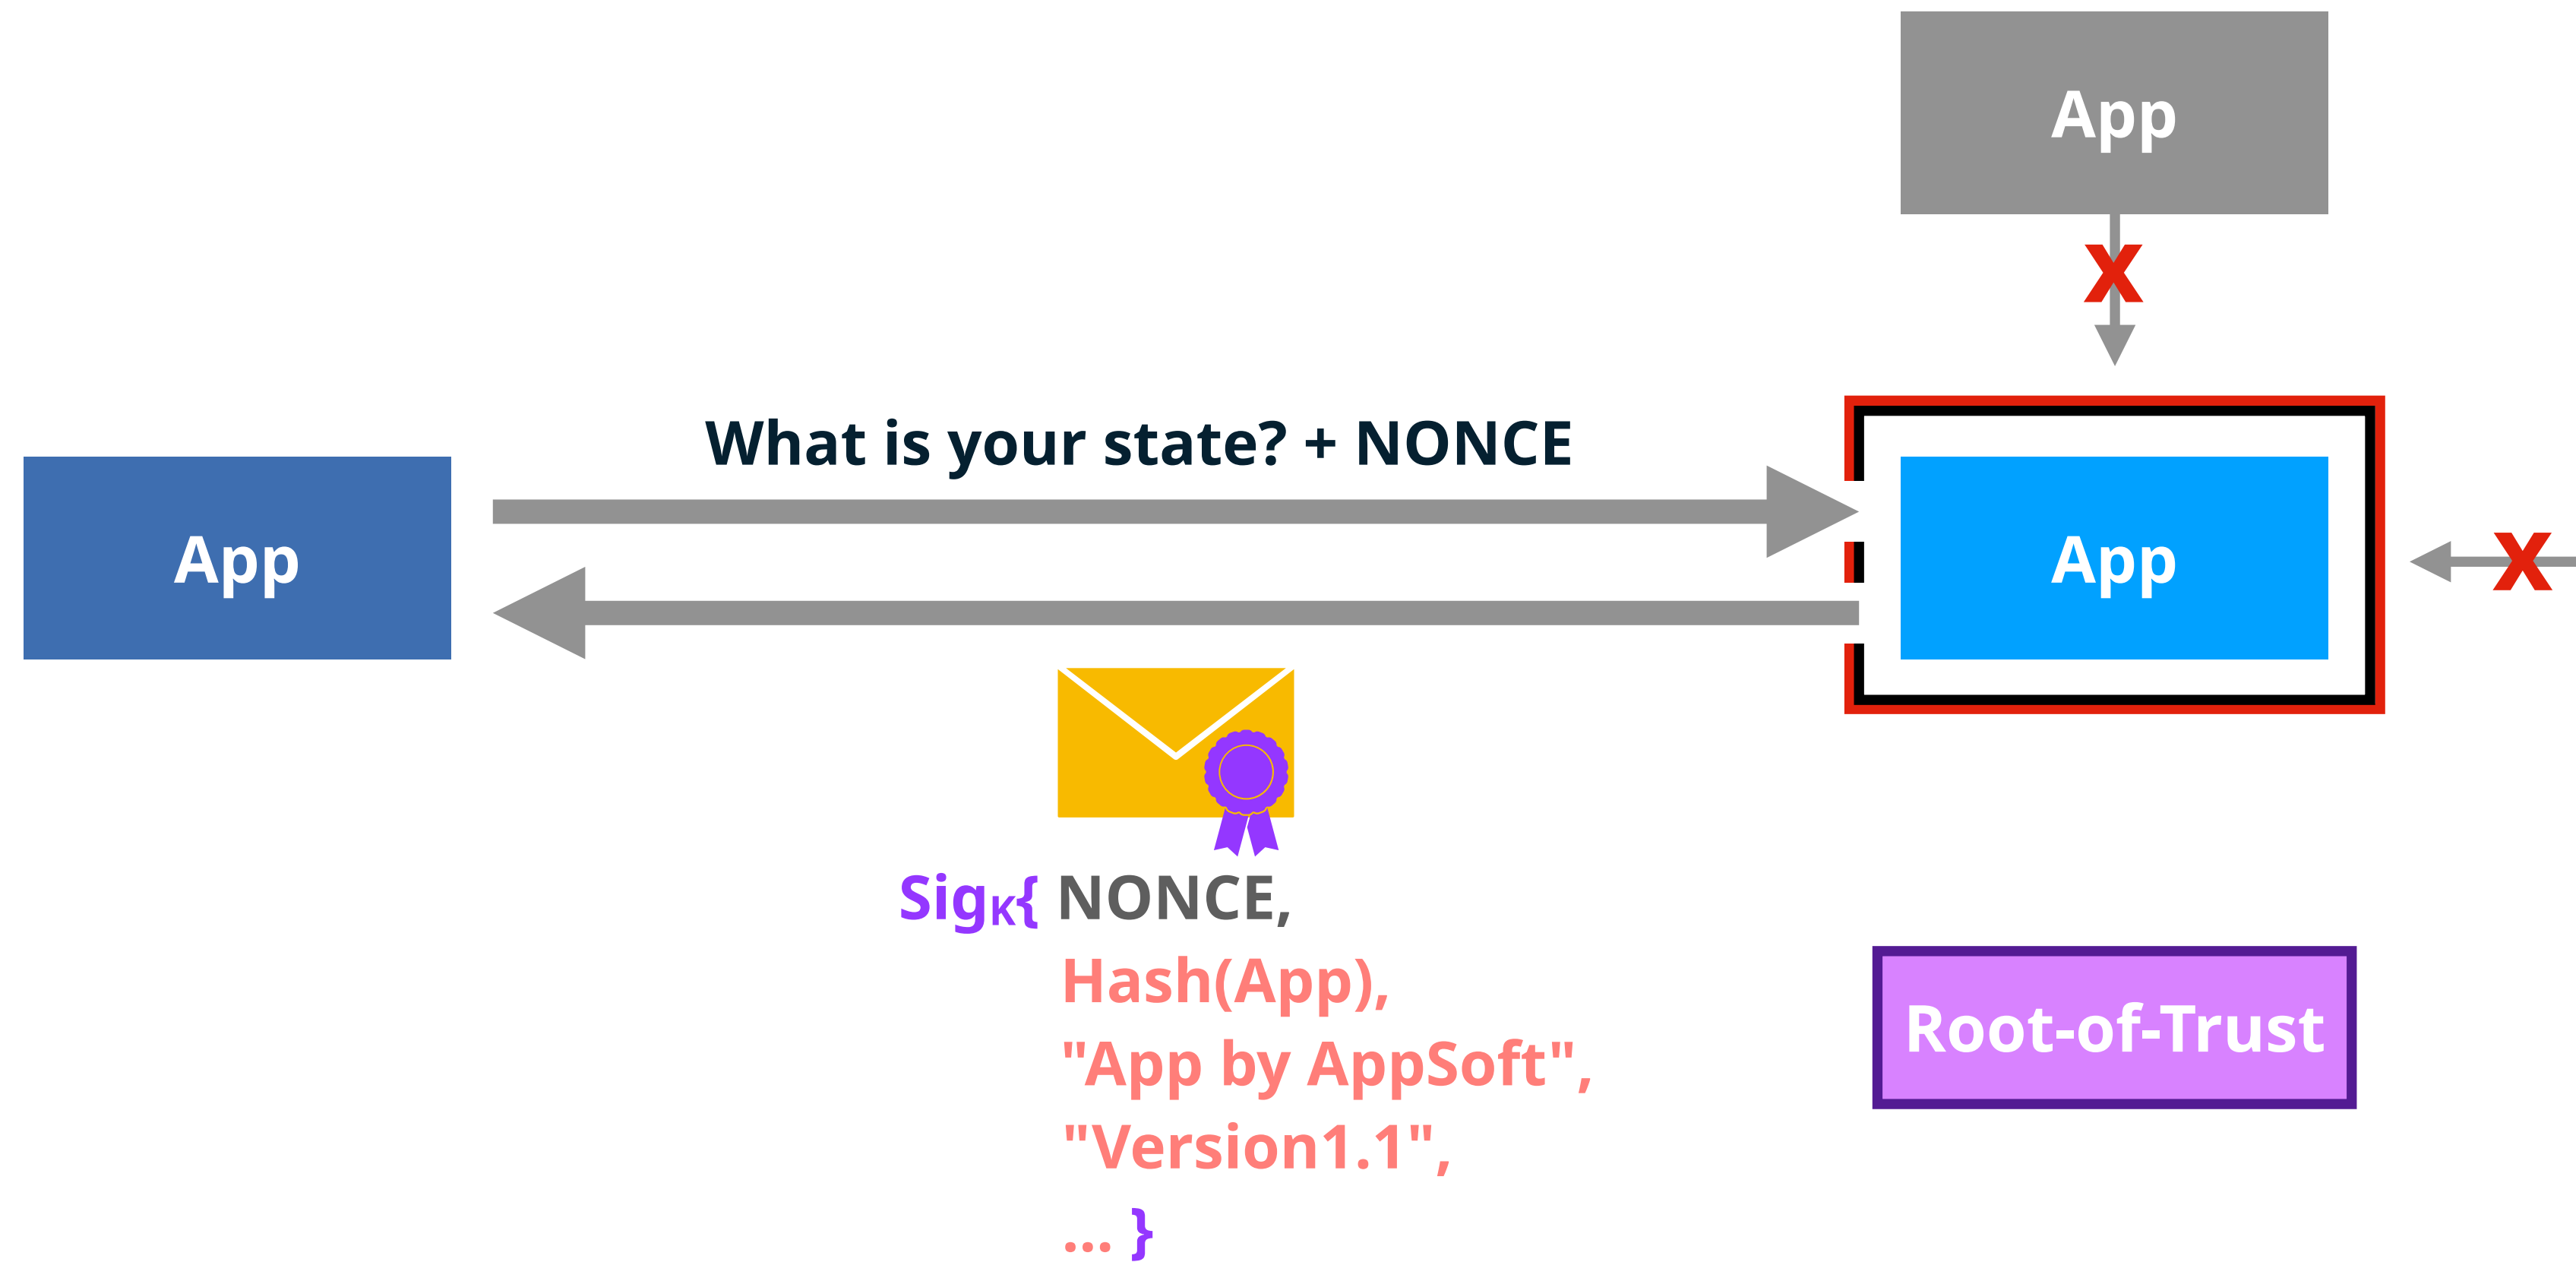 App
X
What is your state? + NONCE
App
App
X
SigK{ NONCE,
Hash(App),
"App by AppSoft",
"Version1.1",
... }
Root-of-Trust